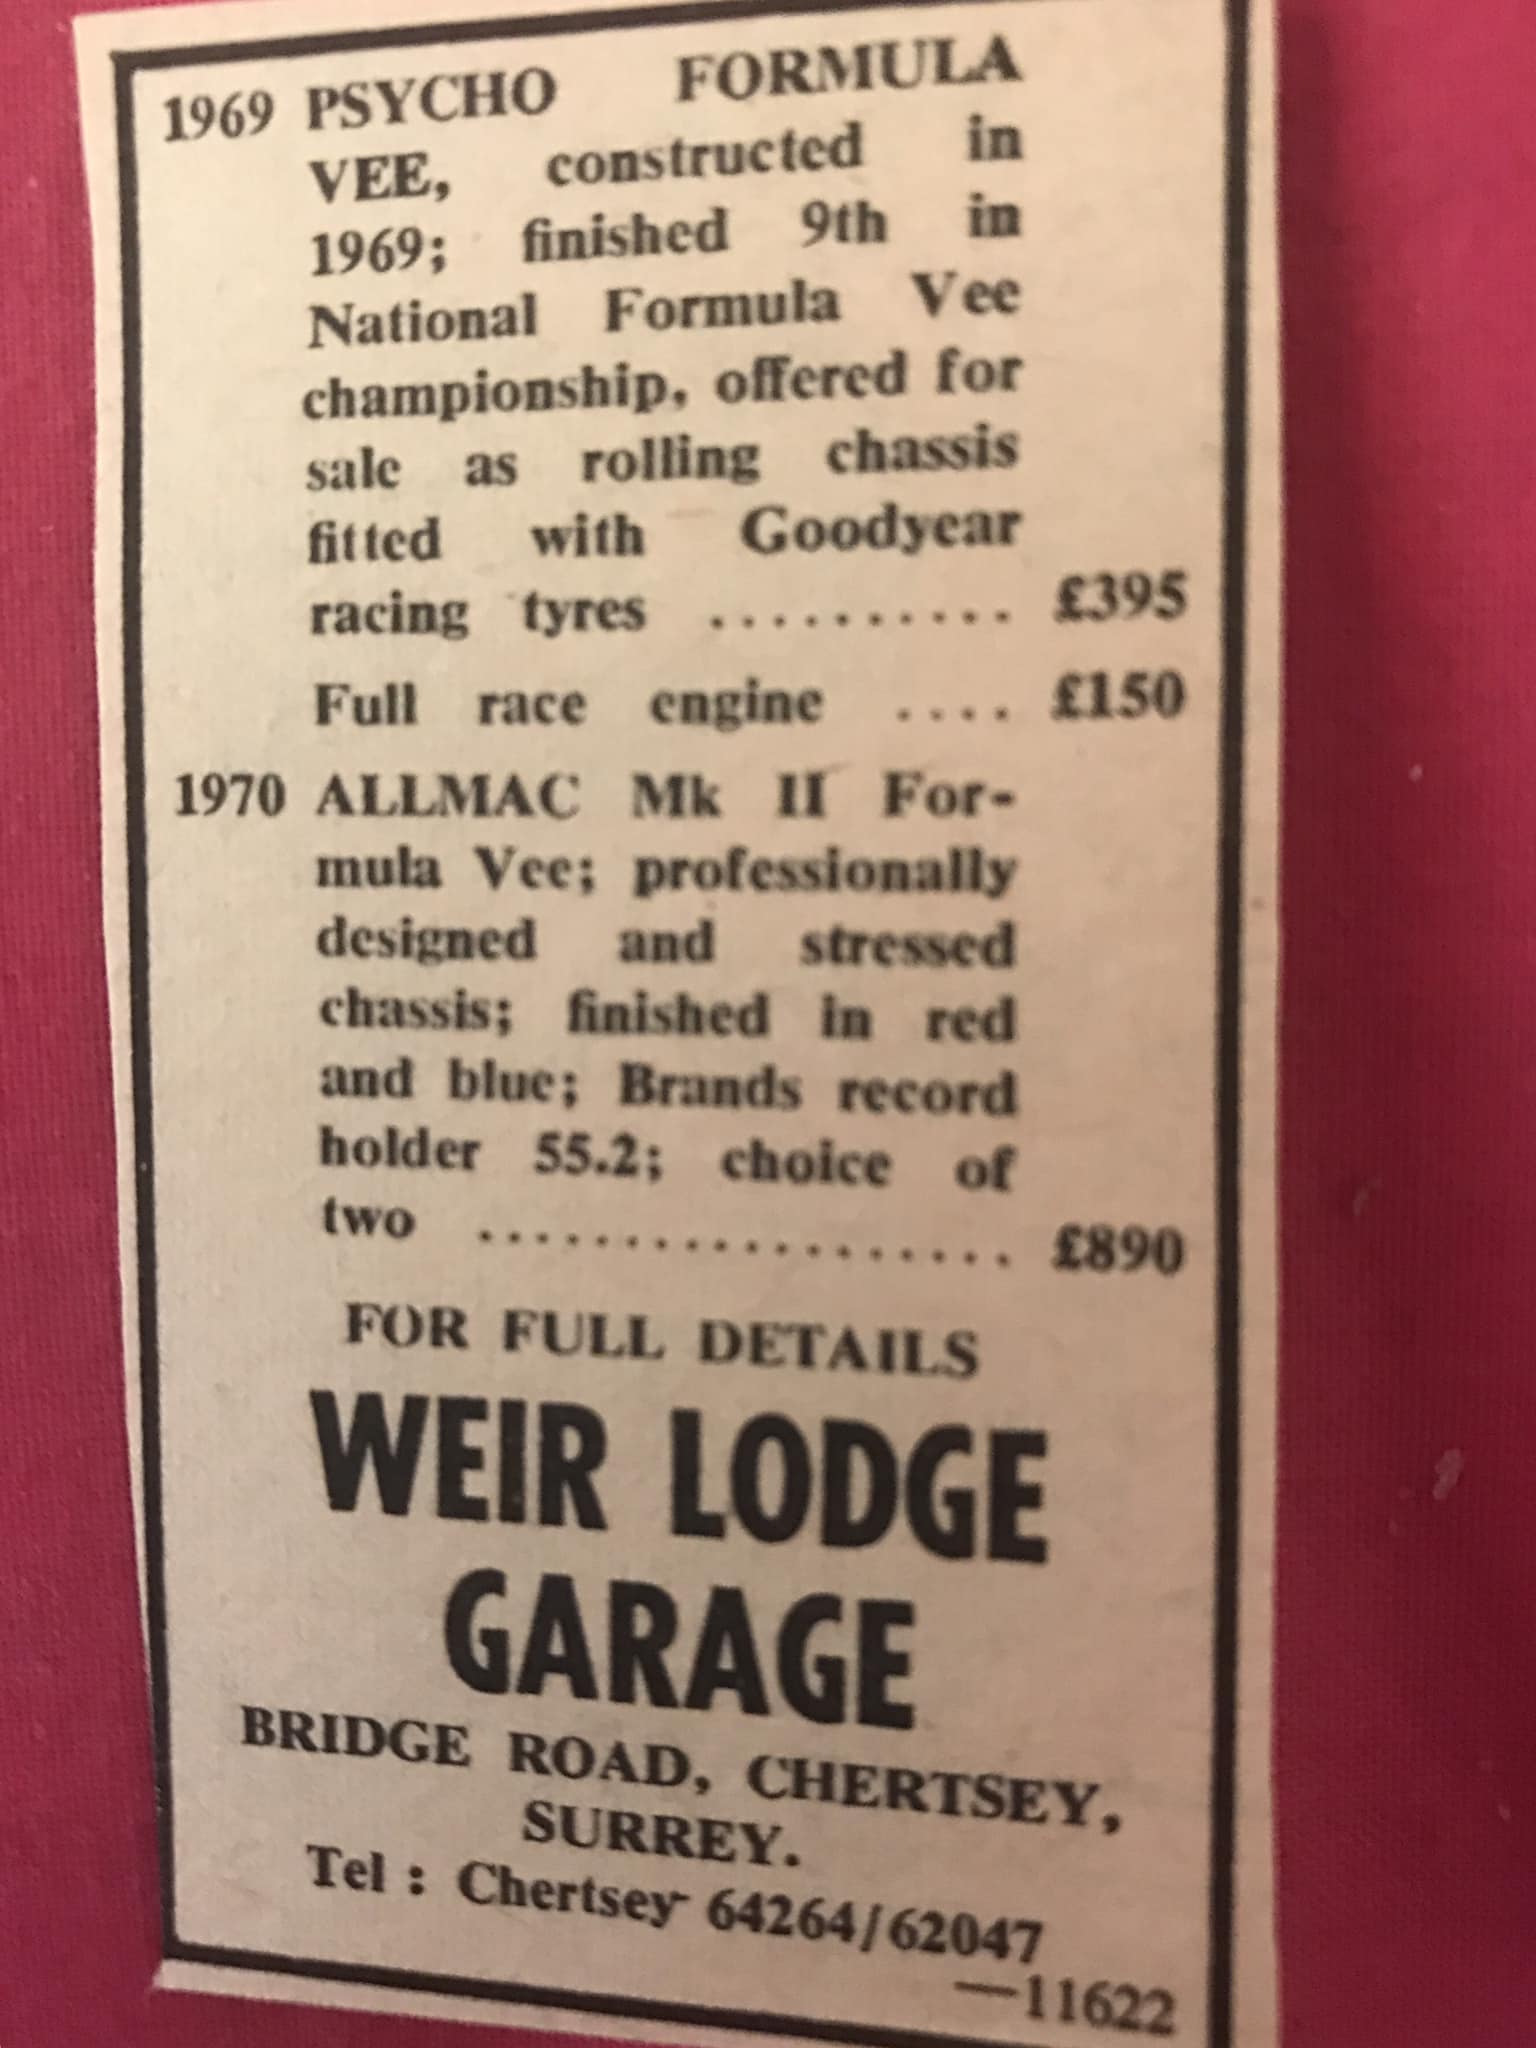 1969 PSYCHO FORMULA
VEE, constructed in
1969; finished 9th in
National Formula Vee
championship, offered for
sale as rolling chassis
fitted with Goodyear
racing tyres .......... £395
Full race engine .... £150
1970 ALLMAC Mk II For-
mula Vee; professionally
designed and stressed
chassis; finished in red
and blue; Brands record
holder 55.2; choice of
two ................... £890
FOR FULL DETAILS
WEIR LODGE
GARAGE
BRIDGE ROAD, CHERTSEY,
SURREY.
Tel : Chertsey 64264/62047
—11622